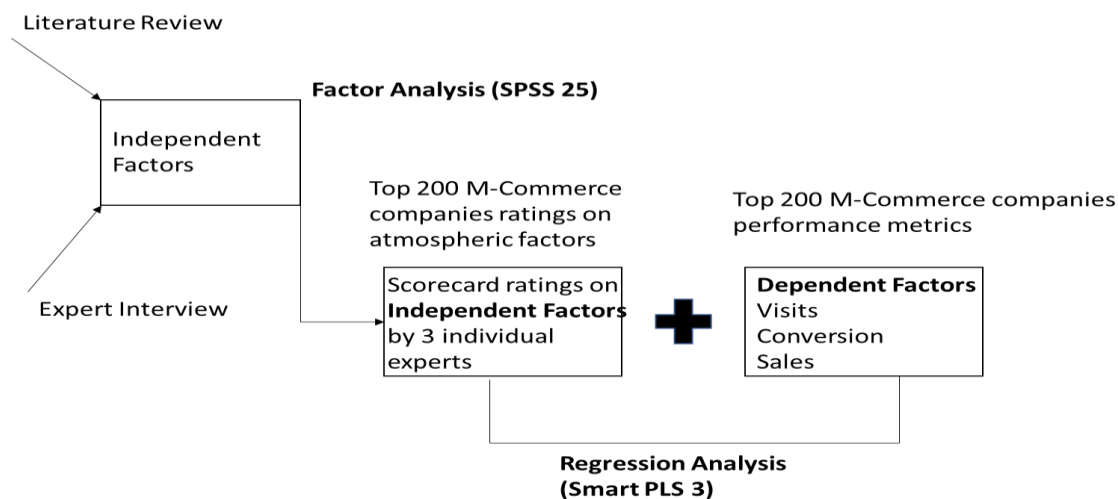 Literature Review
Factor Analysis (SPSS 25)
Independent
Factors
Expert Interview
Top 200 M-Commerce
companies ratings on
atmospheric factors
Scorecard ratings on
Independent Factors
by 3 individual
experts
Top 200 M-Commerce companies
performance metrics
Dependent Factors
Visits
Conversion
Sales
Regression Analysis
(Smart PLS 3)